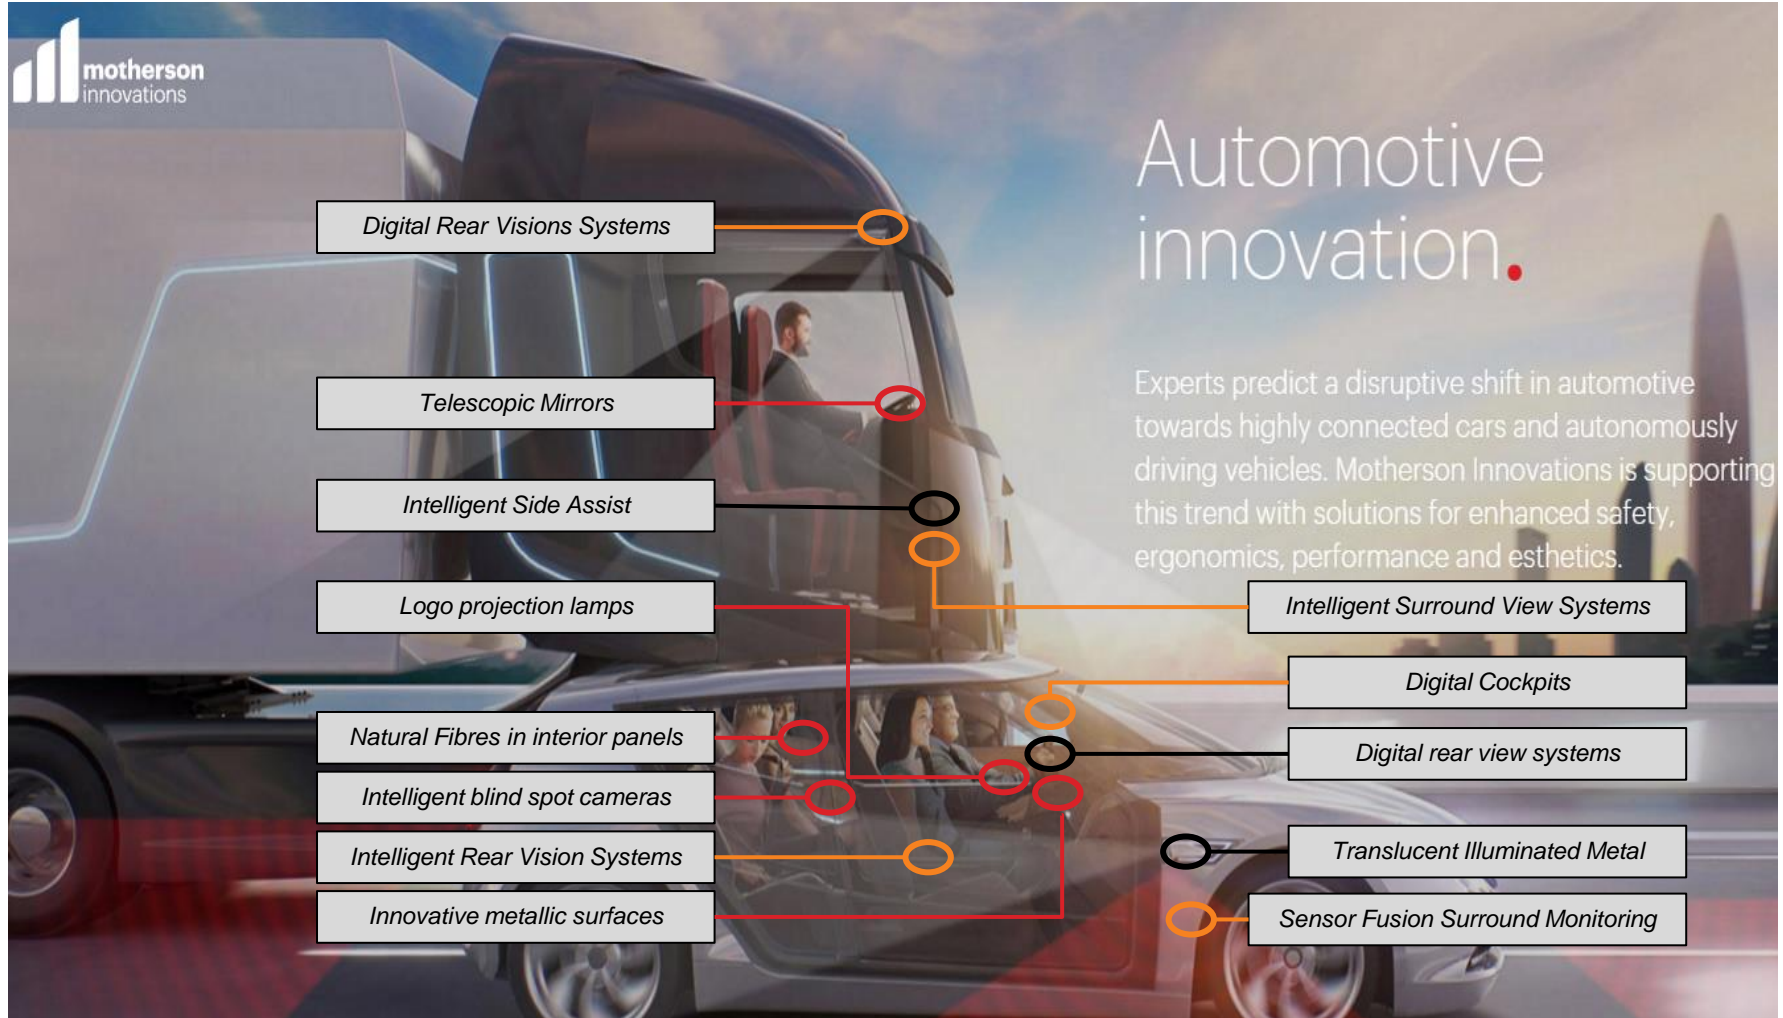 motherson
innovations
Automotive
innovation.
Experts predict a disruptive shift in automotive
towards highly connected cars and autonomously
driving vehicles. Motherson Innovations is supporting
this trend with solutions for enhanced safety,
ergonomics, performance and esthetics.
Digital Rear Visions Systems
Telescopic Mirrors
Intelligent Side Assist
Logo projection lamps
Natural Fibres in interior panels
Intelligent blind spot cameras
Intelligent Rear Vision Systems
Innovative metallic surfaces
Intelligent Surround View Systems
Digital Cockpits
Digital rear view systems
Translucent Illuminated Metal
Sensor Fusion Surround Monitoring